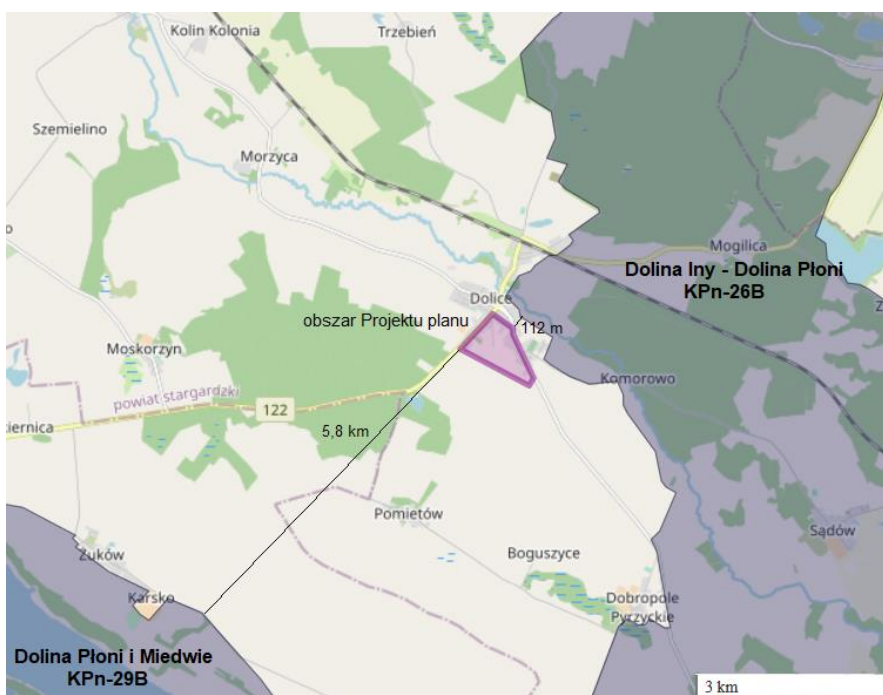 Kolin Kolonia
Trzebień
Szemielino
Morzyca
Mogilica
Dolina Iny - Dolina Płoni
KPn-26B
Z
Dolice
obszar Projektu planu
112 m
Moskorzyn
Komorowo
powiat stargardzki
122
kiernica
5,8 km
Pomietów
Sądów
Żuków
Boguszyce
Karsko
Dobropole
Pyrzyckie
Dolina Płoni i Miedwie
KPn-29B
3 km